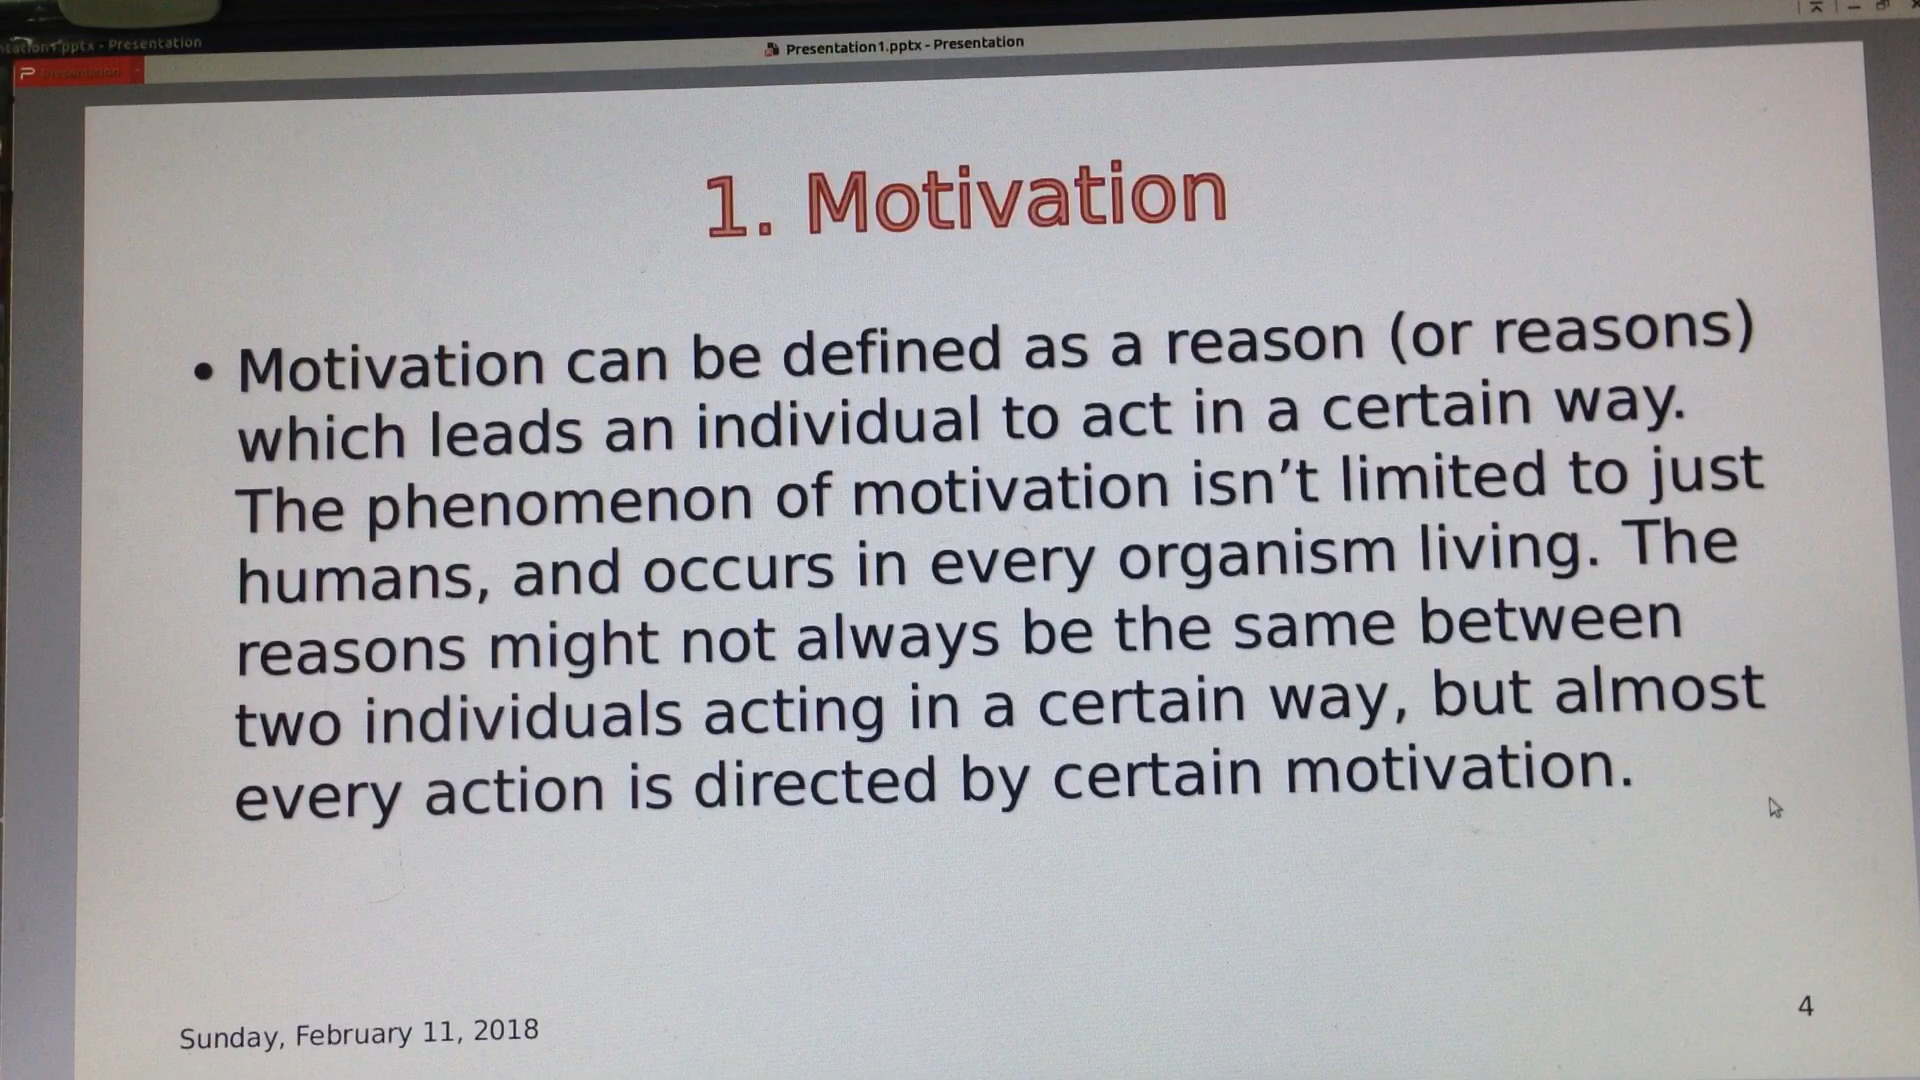 Presentation1.pptx - Presentation
Presentation
1. Motivation
• Motivation can be defined as a reason (or reasons)
which leads an individual to act in a certain way.
The phenomenon of motivation isn’t limited to just
humans, and occurs in every organism living. The
reasons might not always be the same between
two individuals acting in a certain way, but almost
every action is directed by certain motivation.
Sunday, February 11, 2018
4